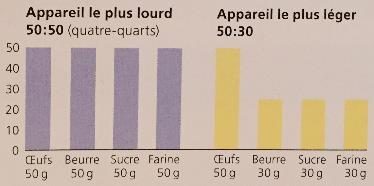 Appareil le plus lourd
50:50 (quatre-quarts)
Appareil le plus léger
50:30
50
40
30
20
10
0
Œufs Beurre Sucre Farine
50 g 50 g 50 g 50 g
Œufs Beurre Sucre Farine
50 g 30 g 30 g 30 g